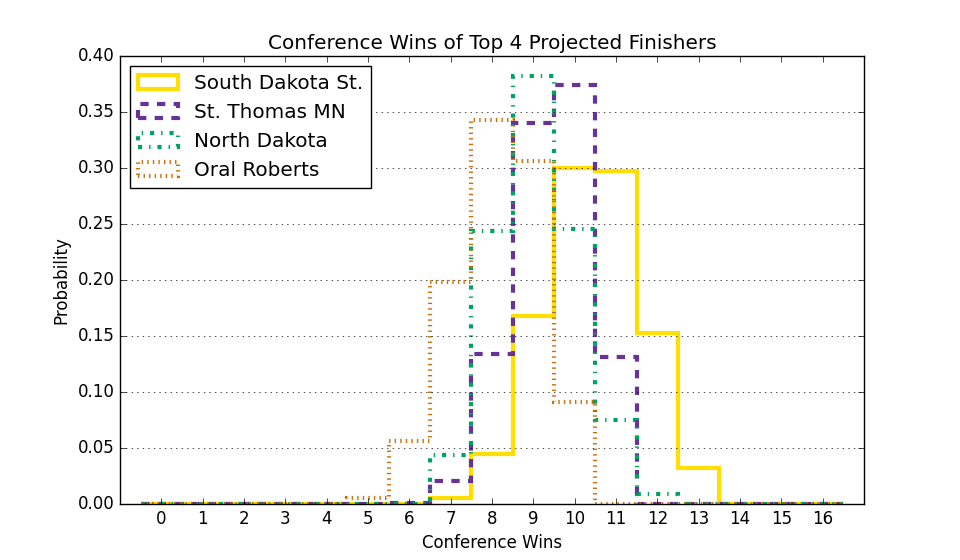 Conference Wins of Top 4 Projected Finishers
South Dakota St.
St. Thomas MN
North Dakota
Oral Roberts
Probability
0.40
0.35
0.30
0.25
0.20
0.15
0.10
0.05
0.00
0 1 2 3 4 5 6 7 8 9 10 11 12 13 14 15 16
Conference Wins